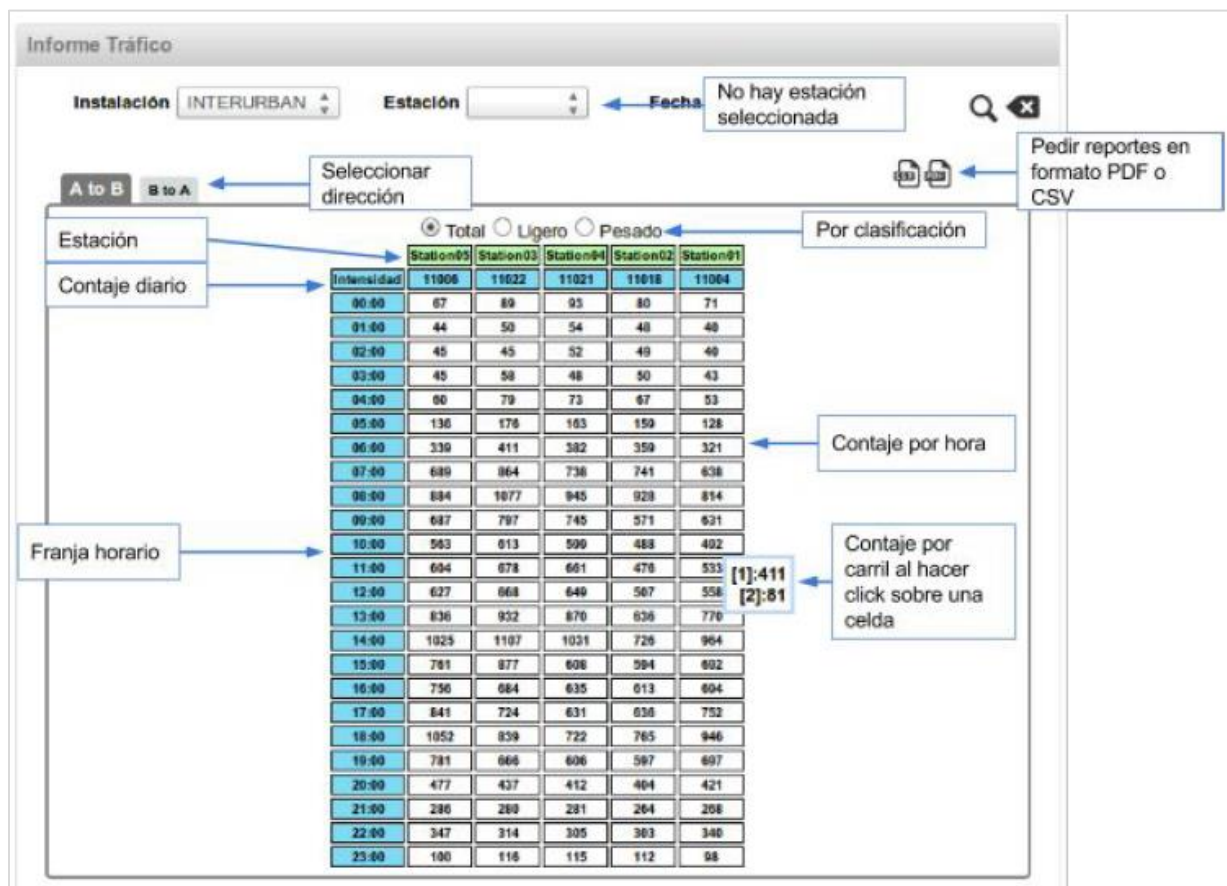 Informe Tráfico
Instalación INTERURBAN Estación Fecha
No hay estación
seleccionada
Pedir reportes en
formato PDF o
CSV
A to B B to A
Seleccionar
dirección
Total Ligero Pesado
Por clasificación
Estación
Contaje diario
Station05 Station03 Station04 Station02 Station01
Intensidad 11006 11022 11021 11018 11004
00:00 67 89 93 80 71
01:00 44 50 54 48 40
02:00 45 45 52 49 40
03:00 45 58 48 50 43
04:00 60 79 73 67 53
05:00 136 176 163 159 128
06:00 339 411 382 359 321
07:00 689 864 738 741 638
08:00 884 1077 945 928 814
09:00 687 797 745 571 631
10:00 563 613 599 488 492
11:00 604 678 661 476 533
12:00 627 668 649 507 558
13:00 836 932 870 636 770
14:00 1025 1107 1031 726 964
15:00 761 877 608 594 602
16:00 756 684 635 613 604
17:00 841 724 631 636 752
18:00 1052 839 722 765 946
19:00 781 666 606 597 697
20:00 477 437 412 404 421
21:00 286 280 281 264 268
22:00 347 314 305 303 340
23:00 100 116 115 112 98
Contaje por hora
Franja horario
[1]:411
[2]:81
Contaje por
carril al hacer
click sobre una
celda